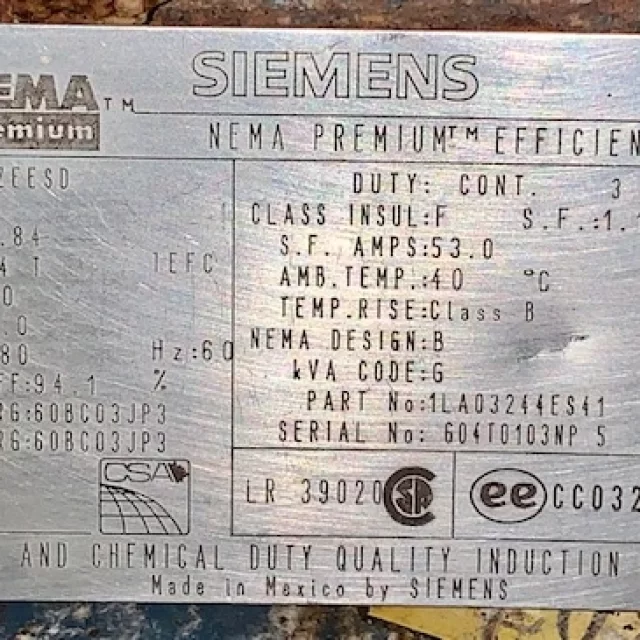 SIEMENS
EMA TM
emium
NEMA PREMIUM™ EFFICIEN
ZEESD
DUTY: CONT. 3
CLASS INSUL:F S.F.:1.
.84
S.F. AMPS:53.0
4 T TEFC
AMB.TEMP.:40 °C
0
TEMP.RISE:Class B
.0
NEMA DESIGN:B
80 Hz:60
kVA CODE:G
FF:94.1 %
PART No:1LA03244ES41
RG:60BC03JP3
SERIAL No: 604T0103NP 5
RG:60BC03JP3
CSA
LR 39020
ee CC032
AND CHEMICAL DUTY QUALITY INDUCTION
Made in Mexico by SIEMENS